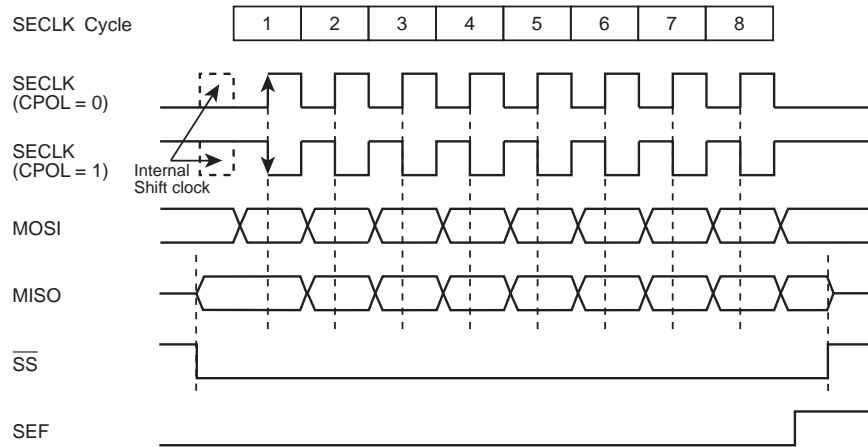 SECLK Cycle 1 2 3 4 5 6 7 8
SECLK
(CPOL = 0)
SECLK
(CPOL = 1)
Internal
Shift clock
MOSI
MISO
SS
SEF